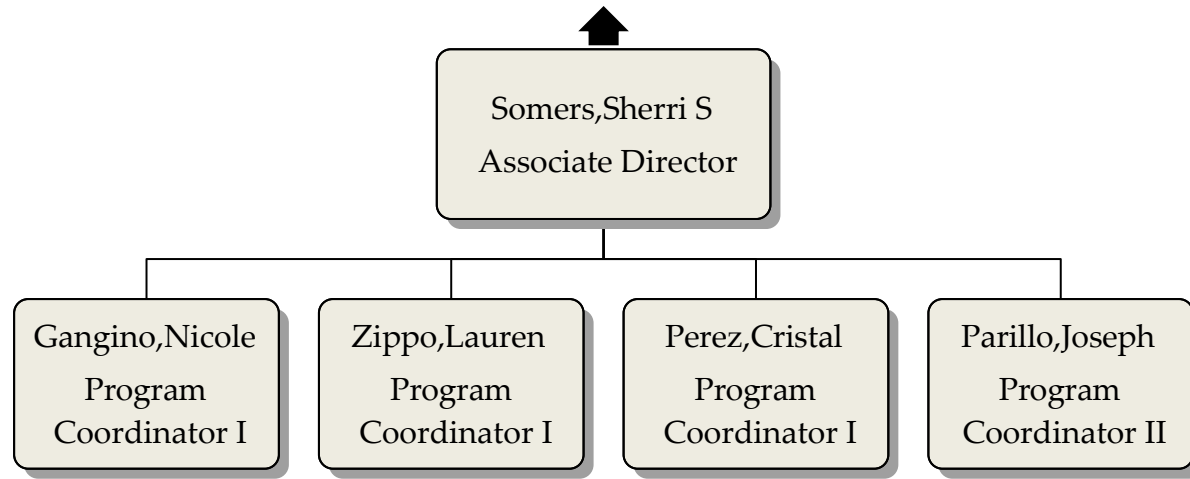 Somers,Sherri S
Associate Director
Gangino,Nicole
Program
Coordinator I
Zippo,Lauren
Program
Coordinator I
Perez,Cristal
Program
Coordinator I
Parillo,Joseph
Program
Coordinator II